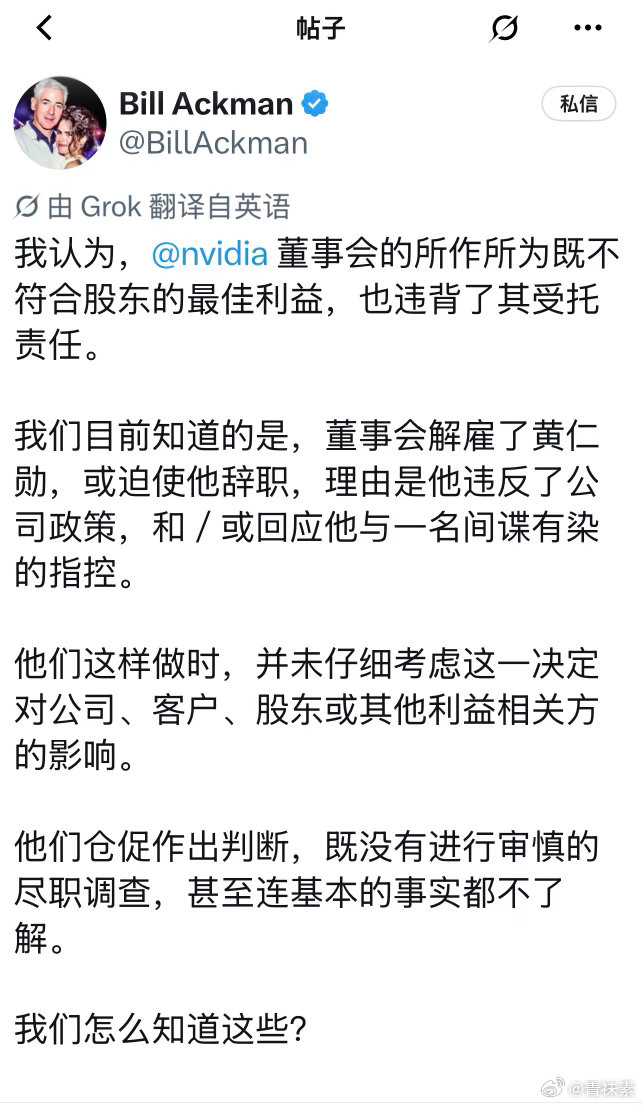 帖子
Bill Ackman
私信
@BillAckman
由 Grok 翻译自英语
我认为，@nvidia 董事会的所作所为既不
符合股东的最佳利益，也违背了其受托
责任。
我们目前知道的是，董事会解雇了黄仁
勋，或迫使他辞职，理由是他违反了公
司政策，和／或回应他与一名间谍有染
的指控。
他们这样做时，并未仔细考虑这一决定
对公司、客户、股东或其他利益相关方
的影响。
他们仓促作出判断，既没有进行审慎的
尽职调查，甚至连基本的事实都不了
解。
我们怎么知道这些？
@青祙素